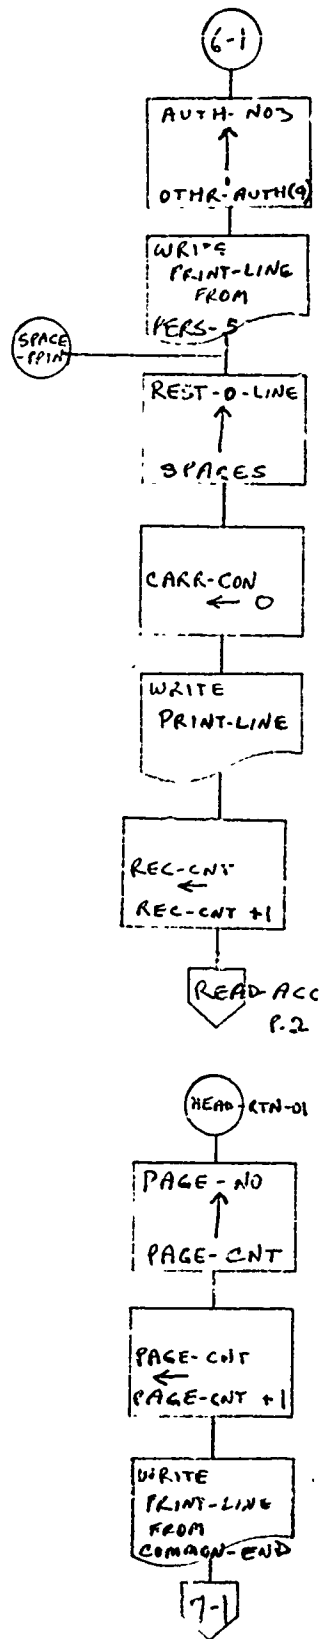 6-1
AUTH-NO3
OTHR-AUTH(9)
WRITE
PRINT-LINE
FROM
PERS-5
SPACE
-PRIN
REST-O-LINE
SPACES
CARR-CON
← 0
WRITE
PRINT-LINE
REC-CNT
←
REC-CNT +1
READ-ACC
P.2
HEAD-RTN-01
PAGE-NO
PAGE-CNT
PAGE-CNT
←
PAGE-CNT +1
WRITE
PRINT-LINE
FROM
COMMON-END
7-1